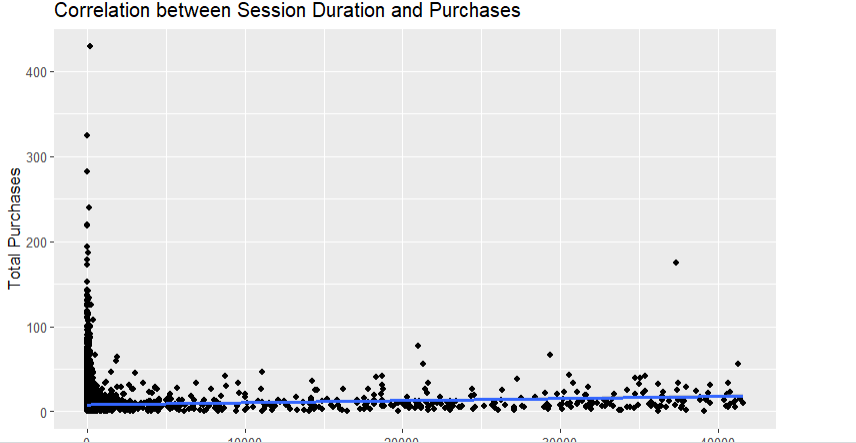 Correlation between Session Duration and Purchases
Total Purchases
400
300
200
100
0
0 10000 20000 30000 40000